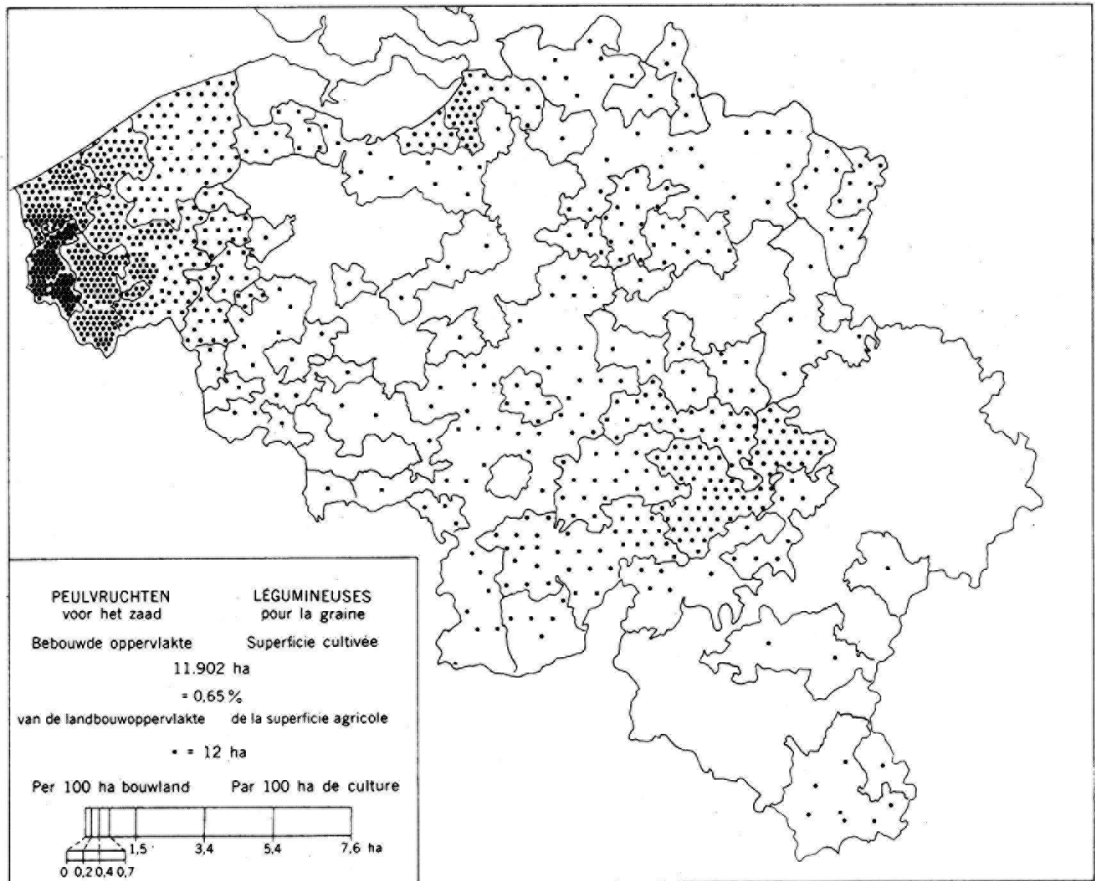 PEULVRUCHTEN LÉGUMINEUSES
voor het zaad pour la graine
Bebouwde oppervlakte Superficie cultivée
11.902 ha
= 0,65 %
van de landbouwoppervlakte de la superficie agricole
• = 12 ha
Per 100 ha bouwland Par 100 ha de culture
1,5 3,4 5,4 7,6 ha
0 0,2 0,4 0,7